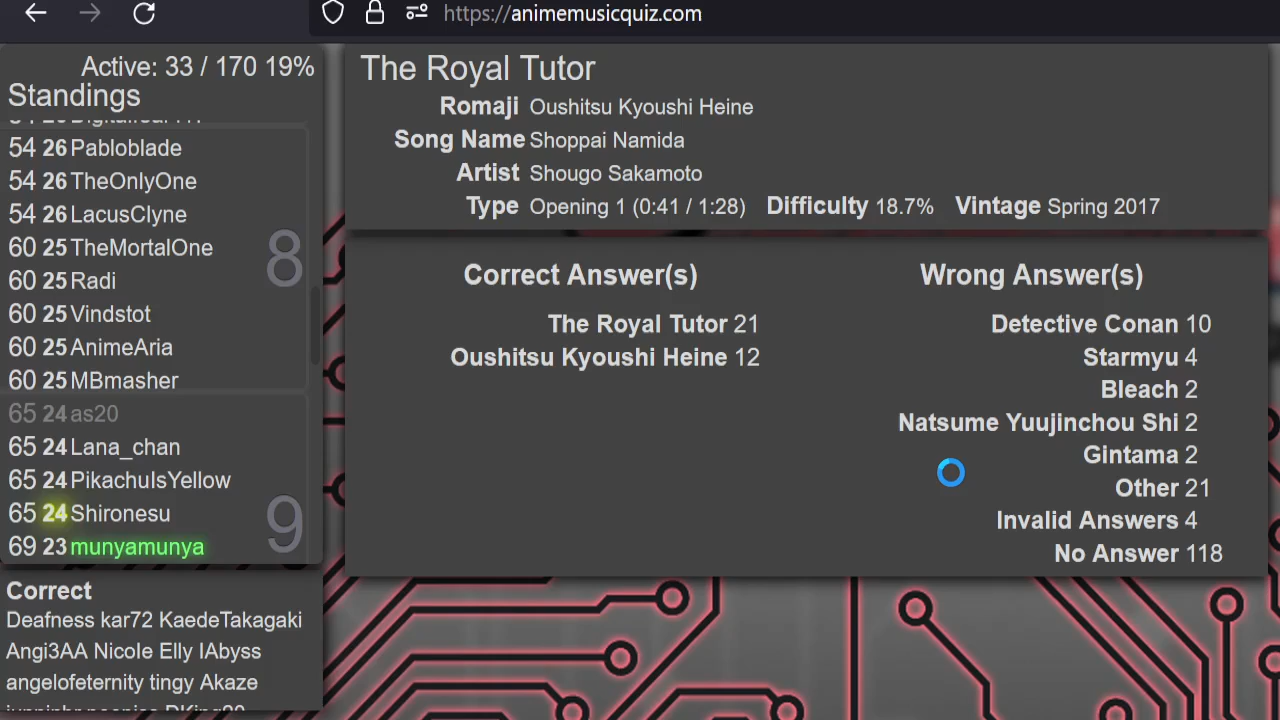 https://animemusicquiz.com
Active: 33 / 170 19%
Standings
54 26 Pabloblade
54 26 TheOnlyOne
54 26 LacusClyne
60 25 TheMortalOne
60 25 Radi
60 25 Vindstot
60 25 AnimeAria
60 25 MBmasher
8
65 24 as20
65 24 Lana_chan
65 24 PikachuIsYellow
65 24 Shironesu
69 23 munyamunya
9
Correct
Deafness kar72 KaedeTakagaki
Angi3AA Nicole Elly IAbyss
angelofeternity tingy Akaze
The Royal Tutor
Romaji Oushitsu Kyoushi Heine
Song Name Shoppai Namida
Artist Shougo Sakamoto
Type Opening 1 (0:41 / 1:28) Difficulty 18.7% Vintage Spring 2017
Correct Answer(s)
The Royal Tutor 21
Oushitsu Kyoushi Heine 12
Wrong Answer(s)
Detective Conan 10
Starmyu 4
Bleach 2
Natsume Yuujinchou Shi 2
Gintama 2
Other 21
Invalid Answers 4
No Answer 118